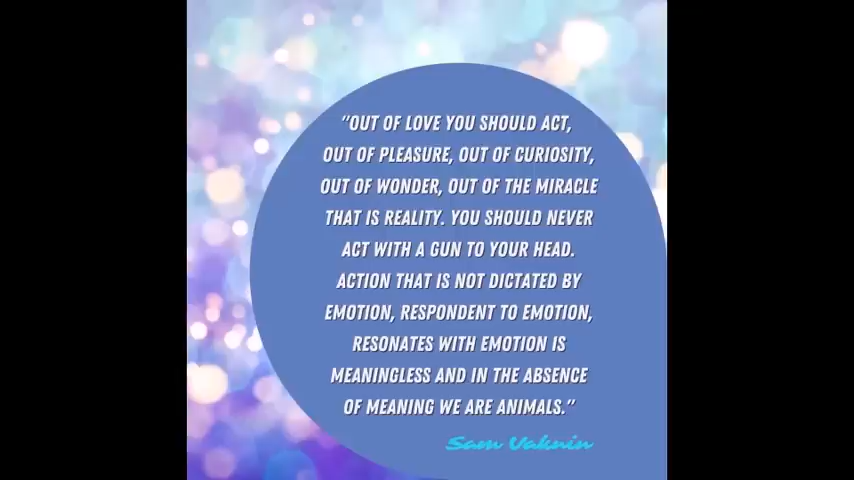 "OUT OF LOVE YOU SHOULD ACT,
OUT OF PLEASURE, OUT OF CURIOSITY,
OUT OF WONDER, OUT OF THE MIRACLE
THAT IS REALITY. YOU SHOULD NEVER
ACT WITH A GUN TO YOUR HEAD.
ACTION THAT IS NOT DICTATED BY
EMOTION, RESPONDENT TO EMOTION,
RESONATES WITH EMOTION IS
MEANINGLESS AND IN THE ABSENCE
OF MEANING WE ARE ANIMALS."
Sam Vaknin